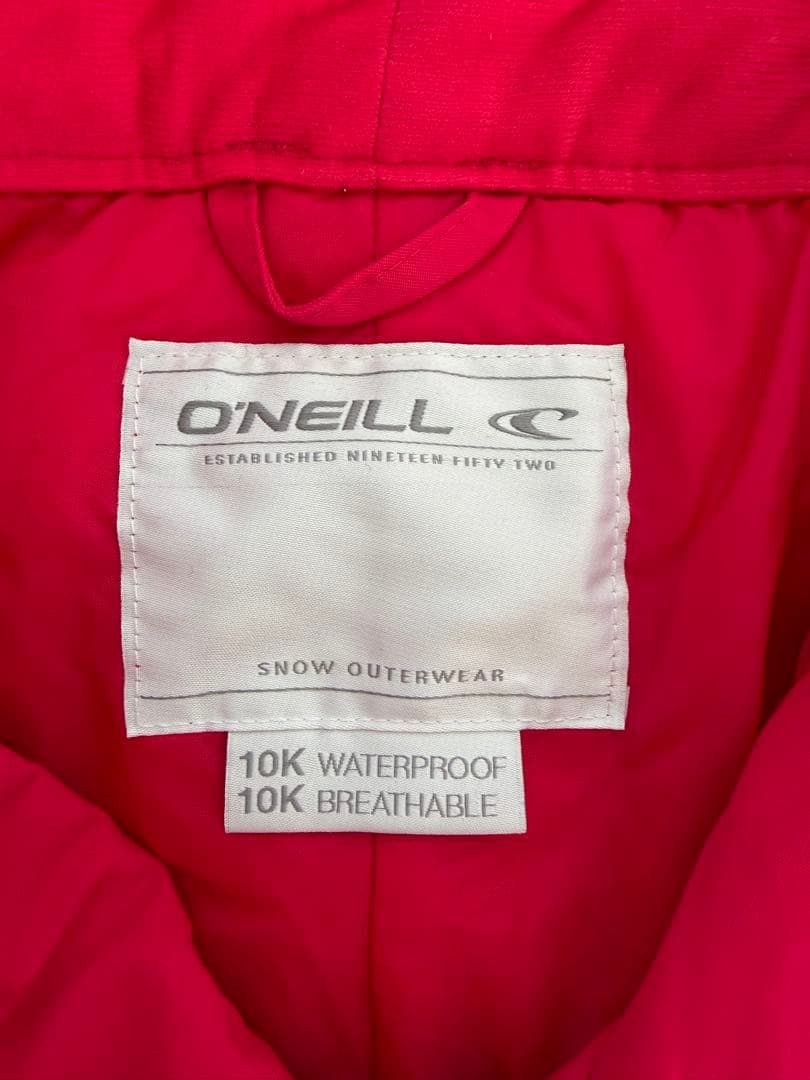 O'NEILL
ESTABLISHED NINETEEN FIFTY TWO
SNOW OUTERWEAR
10K WATERPROOF
10K BREATHABLE